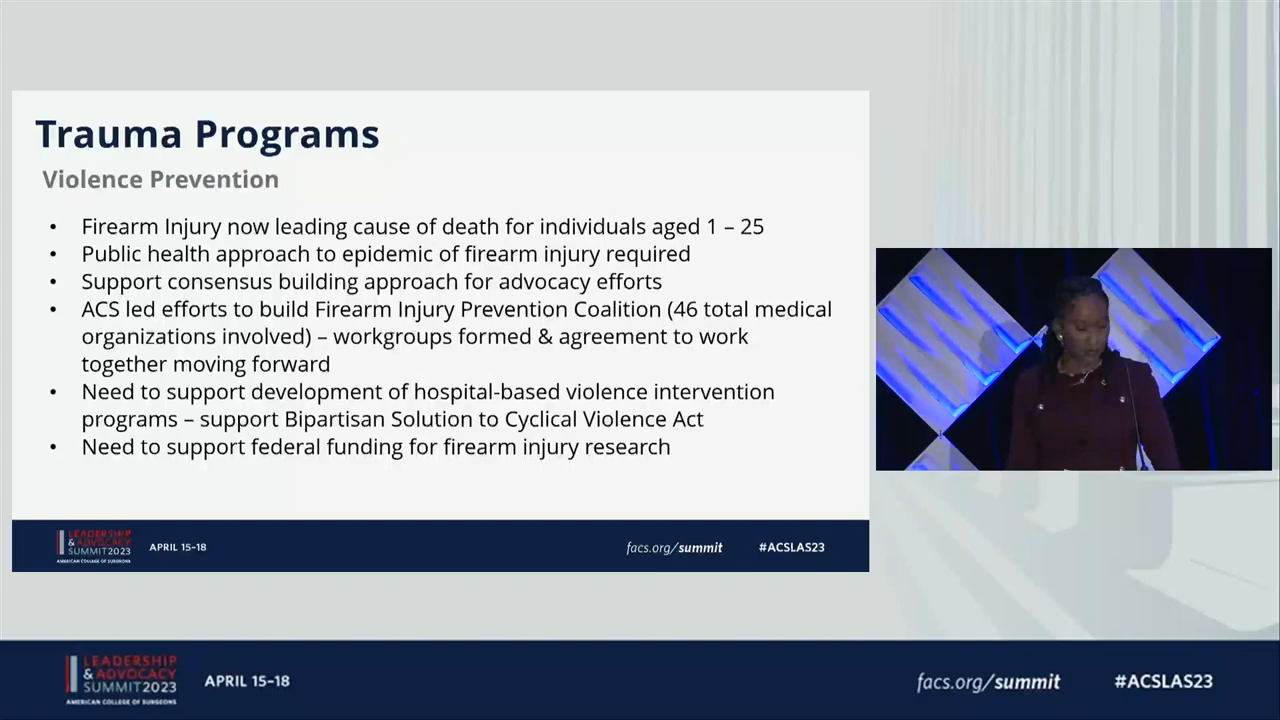 Trauma Programs
Violence Prevention
• Firearm Injury now leading cause of death for individuals aged 1 – 25
• Public health approach to epidemic of firearm injury required
• Support consensus building approach for advocacy efforts
• ACS led efforts to build Firearm Injury Prevention Coalition (46 total medical
organizations involved) – workgroups formed & agreement to work
together moving forward
• Need to support development of hospital-based violence intervention
programs – support Bipartisan Solution to Cyclical Violence Act
• Need to support federal funding for firearm injury research
LEADERSHIP
& ADVOCACY
SUMMIT2023
AMERICAN COLLEGE OF SURGEONS
APRIL 15–18
facs.org/summit
#ACSLAS23
LEADERSHIP
& ADVOCACY
SUMMIT2023
AMERICAN COLLEGE OF SURGEONS
APRIL 15–18
facs.org/summit
#ACSLAS23